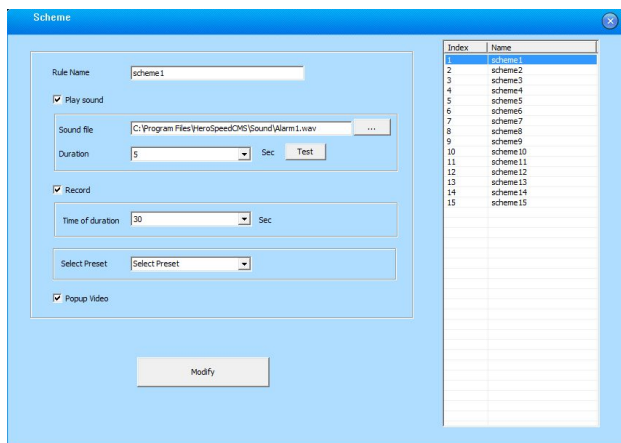 Scheme
Rule Name scheme1
Play sound
Sound file C:\Program Files\HeroSpeedCMS\Sound\Alarm1.wav ...
Duration 5 Sec Test
Record
Time of duration 30 Sec
Select Preset Select Preset
Popup Video
Modify
Index Name
1 scheme1
2 scheme2
3 scheme3
4 scheme4
5 scheme5
6 scheme6
7 scheme7
8 scheme8
9 scheme9
10 scheme10
11 scheme11
12 scheme12
13 scheme13
14 scheme14
15 scheme15